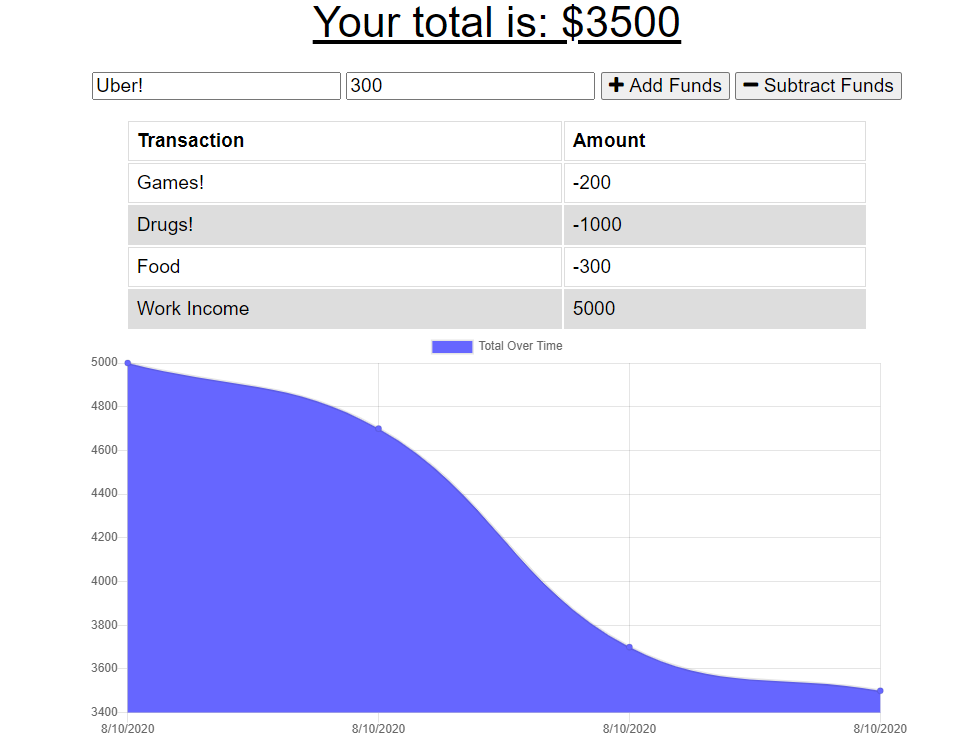 Your total is: $3500
Uber! 300 Add Funds Subtract Funds
Transaction Amount
Games! -200
Drugs! -1000
Food -300
Work Income 5000
Total Over Time
5000
4800
4600
4400
4200
4000
3800
3600
3400
8/10/2020 8/10/2020 8/10/2020 8/10/2020